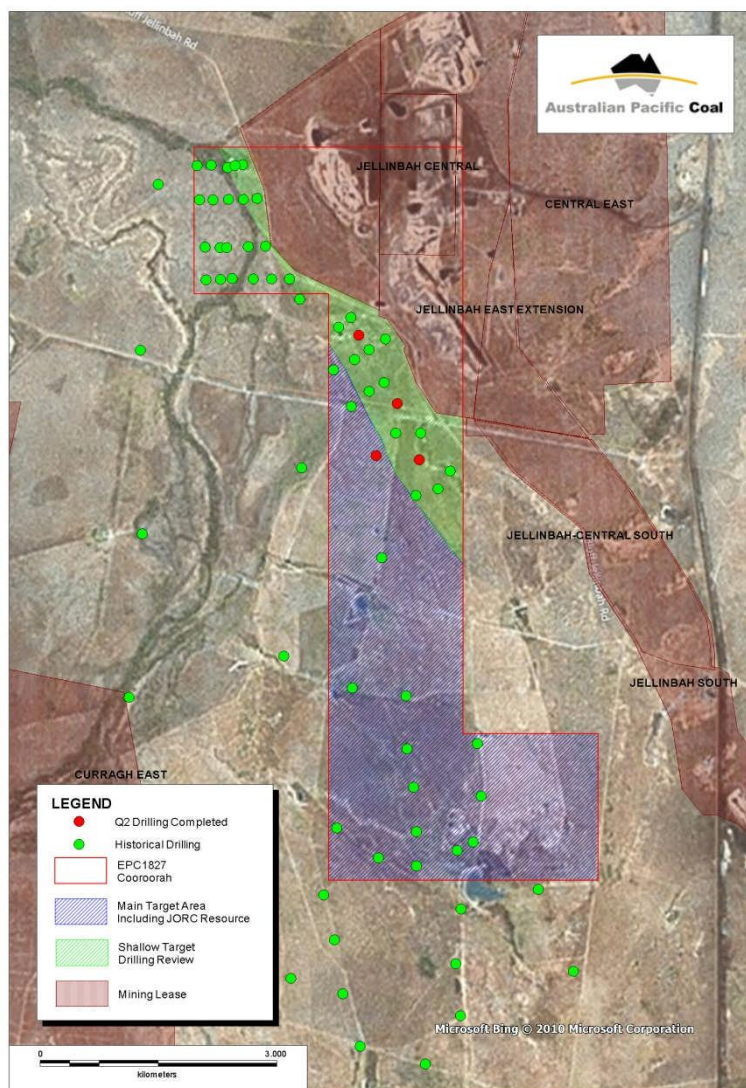 Jellinbah Rd
Australian Pacific Coal
JELLINBAH CENTRAL
CENTRAL EAST
JELLINBAH EAST EXTENSION
JELLINBAH-CENTRAL SOUTH
JELLINBAH SOUTH
CURRAGH EAST
LEGEND
Q2 Drilling Completed
Historical Drilling
EPC1827
Cooroorah
Main Target Area
Including JORC Resource
Shallow Target
Drilling Review
Mining Lease
Microsoft Bing © 2010 Microsoft Corporation
0 3.000
kilometers